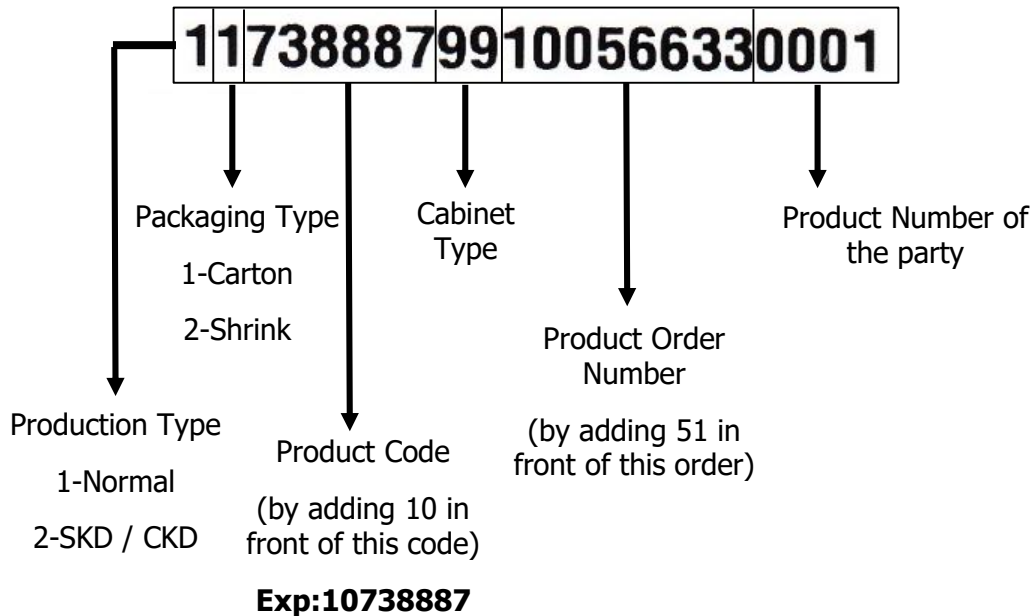 1173888799100566330001
Packaging Type
1-Carton
2-Shrink
Cabinet
Type
Product Number of
the party
Product Order
Number
(by adding 51 in
front of this order)
Production Type
1-Normal
2-SKD / CKD
Product Code
(by adding 10 in
front of this code)
Exp:10738887